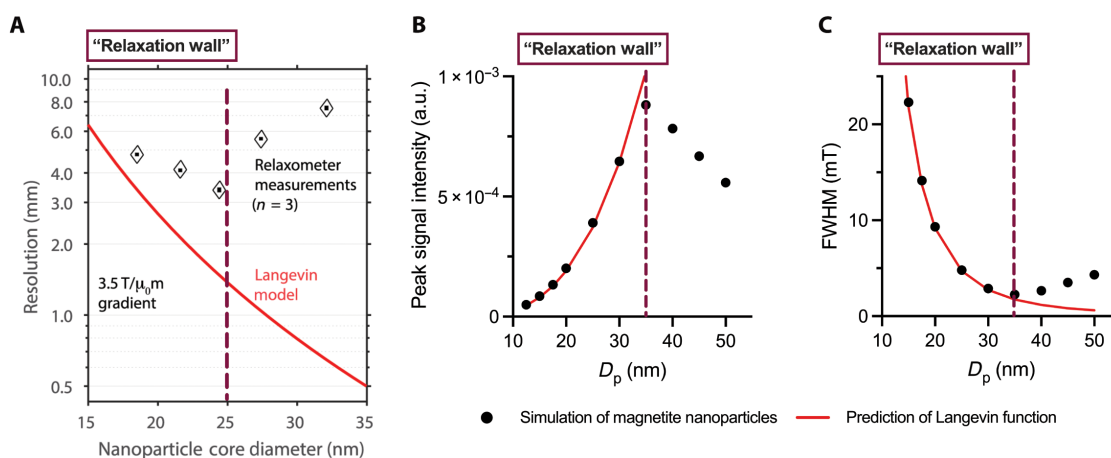 A
"Relaxation wall"
10.0
8.0
6.0
4.0
3.0
2.0
1.0
0.5
Resolution (mm)
Relaxometer
measurements
(n = 3)
3.5 T/μ₀m
gradient
Langevin
model
15
20
25
30
35
Nanoparticle core diameter (nm)
B
"Relaxation wall"
1 × 10⁻³
5 × 10⁻⁴
0
Peak signal intensity (a.u.)
10
20
30
40
50
Dₚ (nm)
C
"Relaxation wall"
20
10
0
FWHM (mT)
10
20
30
40
50
Dₚ (nm)
Simulation of magnetite nanoparticles
Prediction of Langevin function